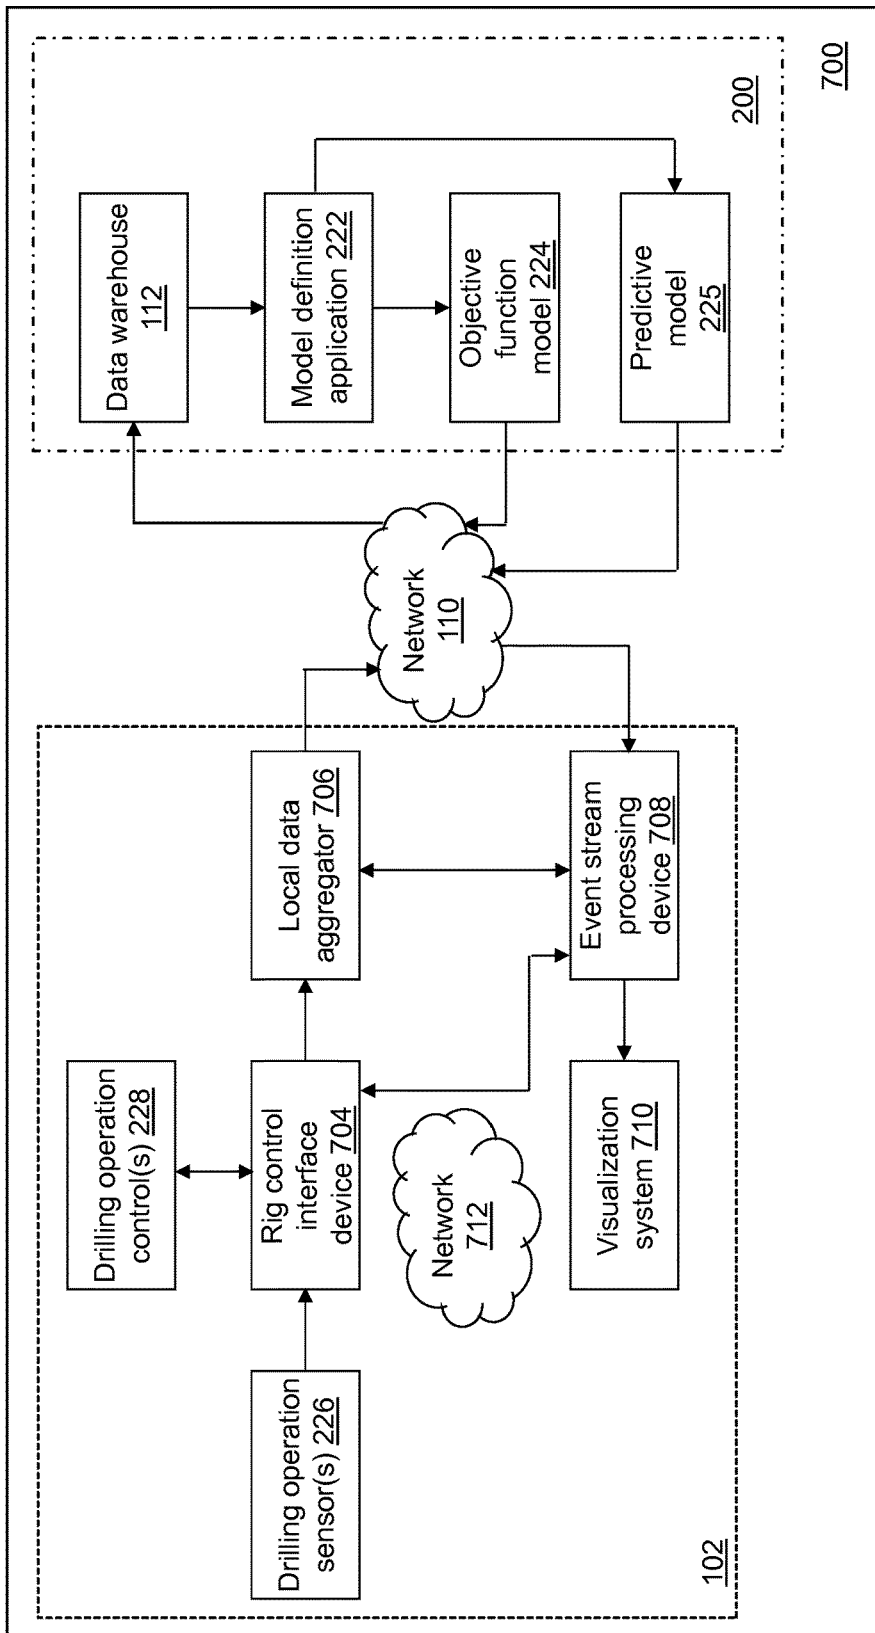 Drilling operation
control(s) 228
Drilling operation
sensor(s) 226
Rig control
interface
device 704
Local data
aggregator 706
Network
712
Visualization
system 710
Event stream
processing
device 708
102
Network
110
Data warehouse
112
Model definition
application 222
Objective
function
model 224
Predictive
model
225
200
700